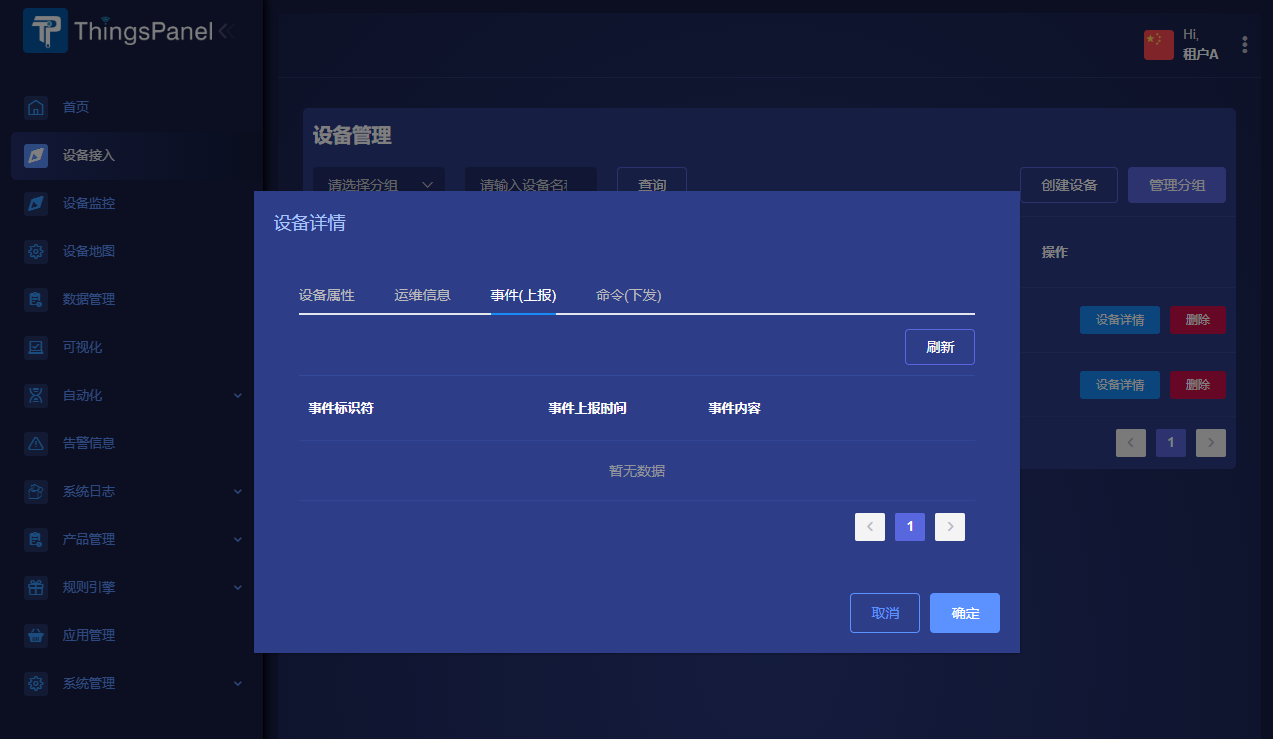 ThingsPanel
Hi,
租户A
首页
设备接入
设备监控
设备地图
数据管理
可视化
自动化
告警信息
系统日志
产品管理
规则引擎
应用管理
系统管理
设备管理
请选择分组
请输入设备名称
查询
创建设备
管理分组
操作
设备详情 删除
设备详情 删除
1
设备详情
设备属性 运维信息 事件(上报) 命令(下发)
刷新
事件标识符 事件上报时间 事件内容
暂无数据
1
取消 确定